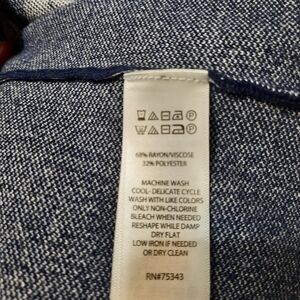 68% RAYON/VISCOSE
32% POLYESTER
MACHINE WASH
COOL- DELICATE CYCLE
WASH WITH LIKE COLORS
ONLY NON-CHLORINE
BLEACH WHEN NEEDED
RESHAPE WHILE DAMP
DRY FLAT
LOW IRON IF NEEDED
OR DRY CLEAN
RN#75343